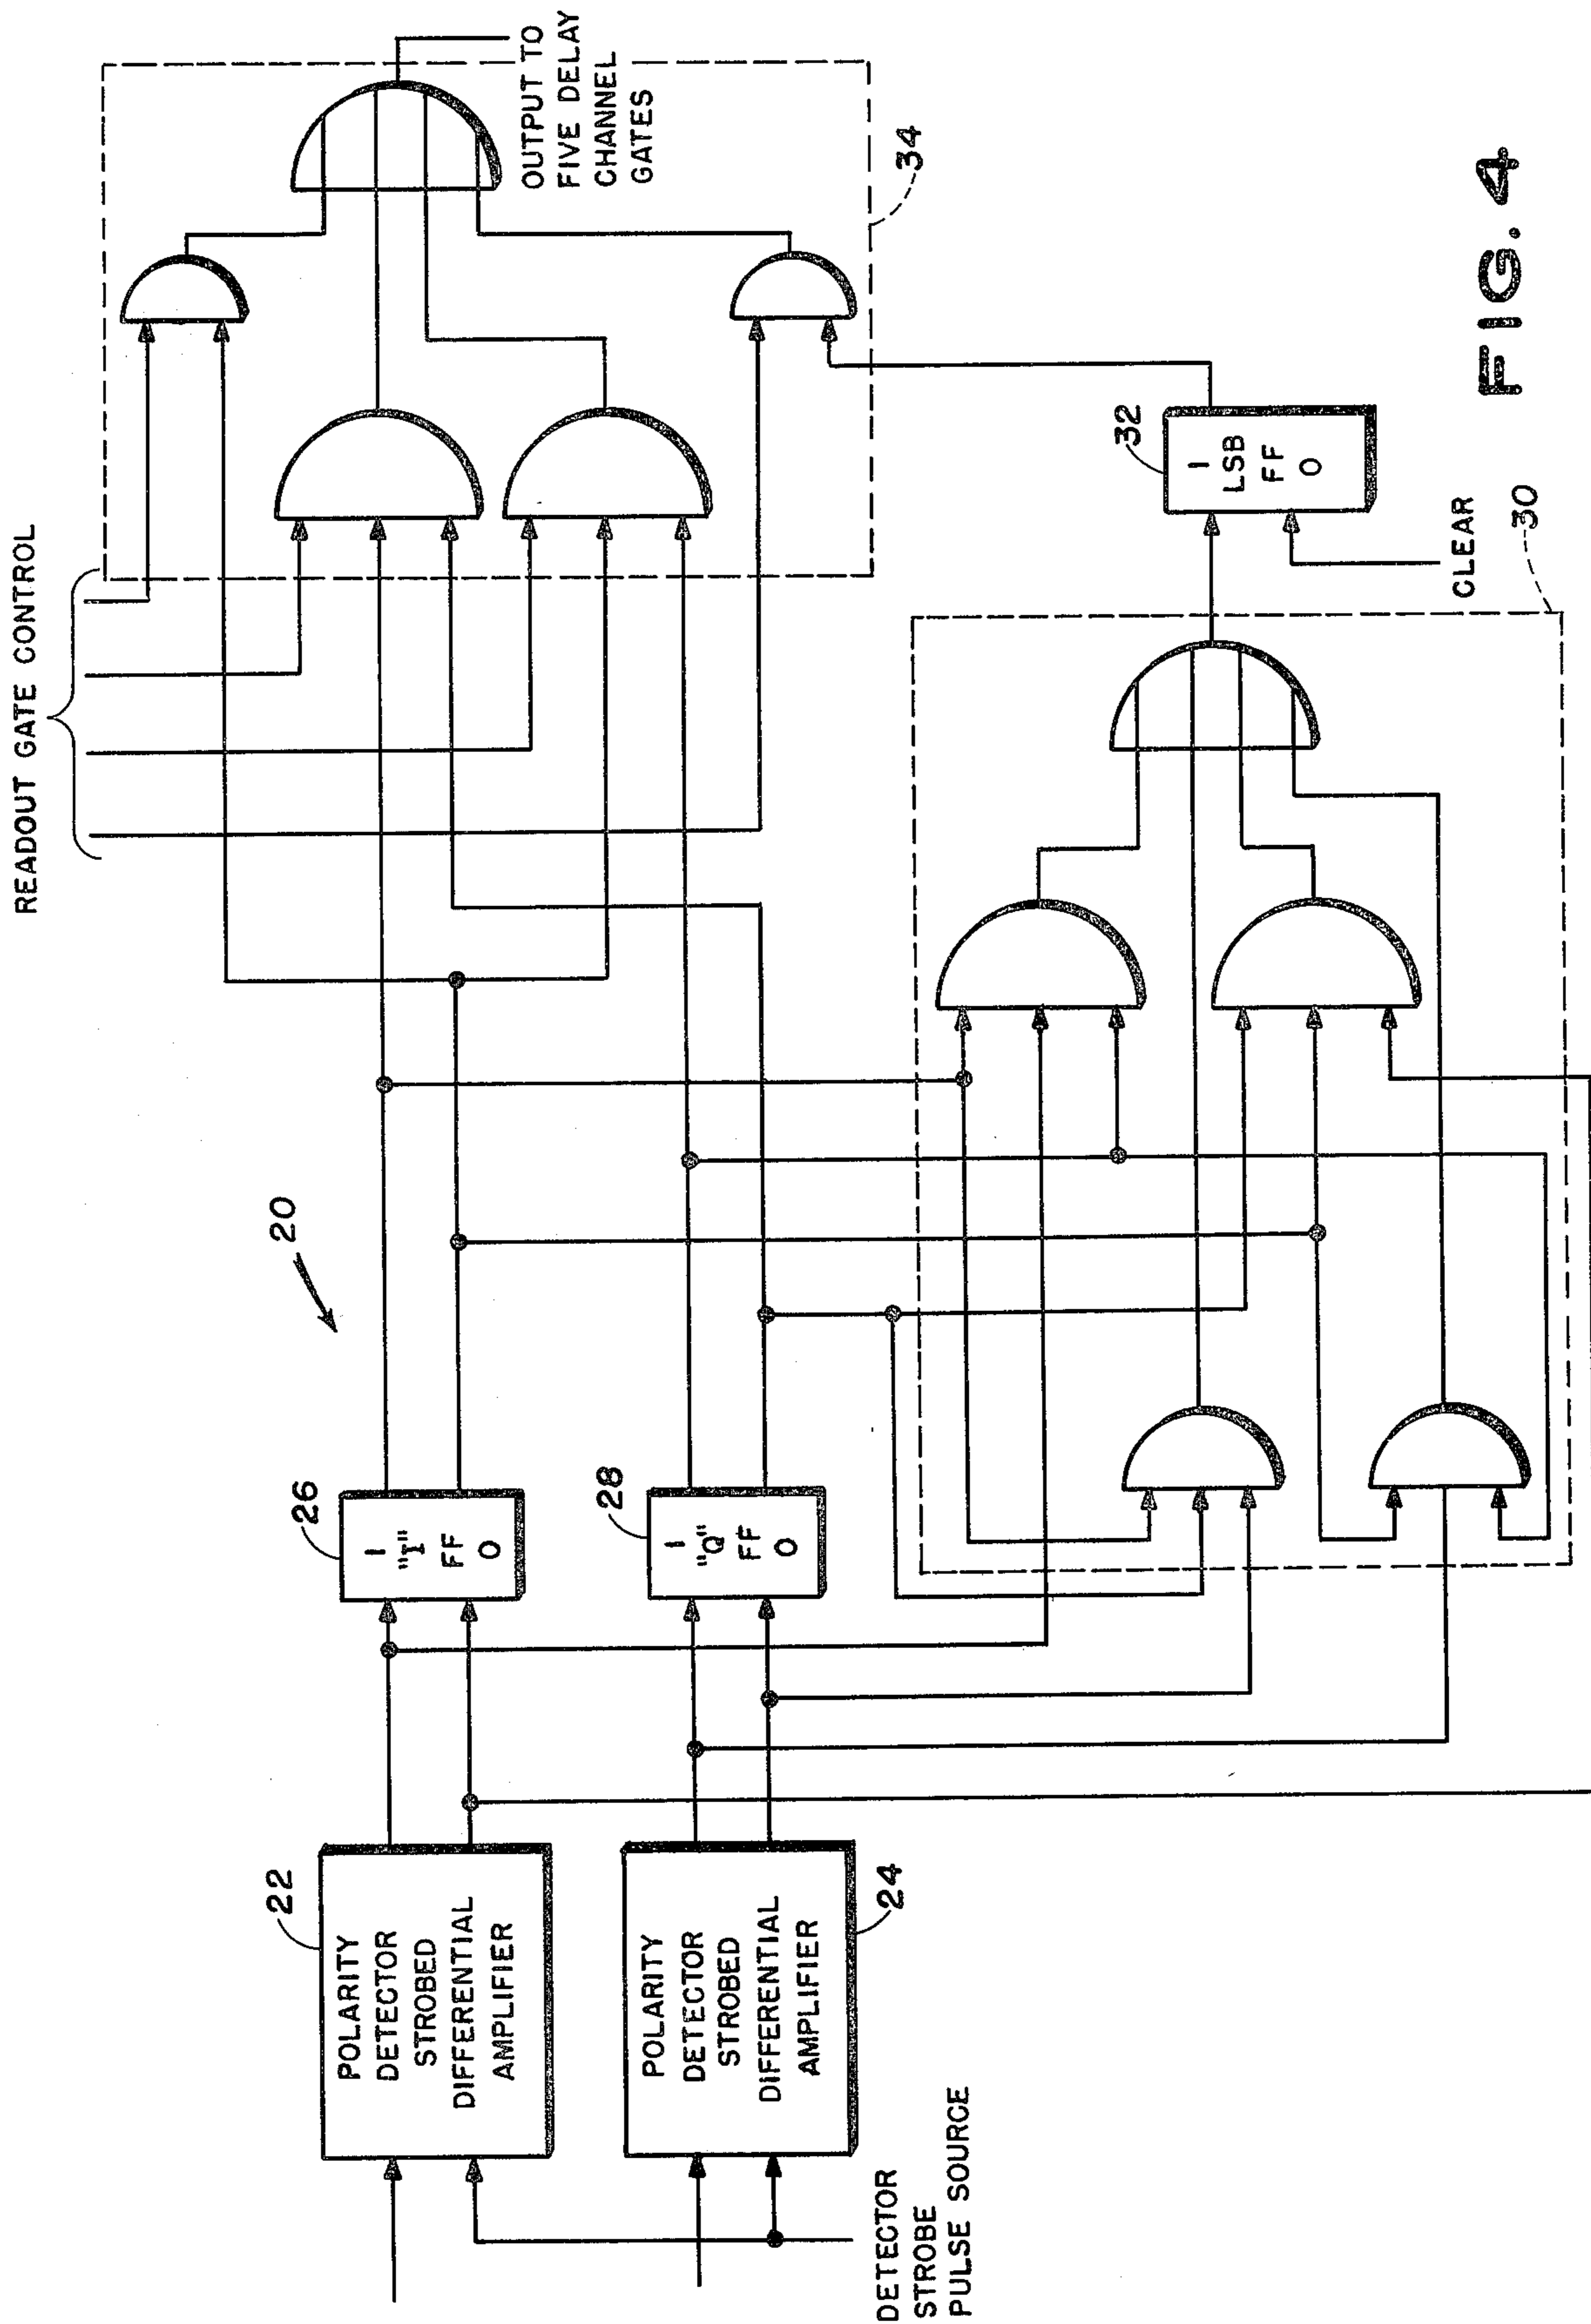 READOUT GATE CONTROL
OUTPUT TO
FIVE DELAY
CHANNEL
GATES
34
20
22
POLARITY
DETECTOR
STROBED
DIFFERENTIAL
AMPLIFIER
26
1
"I"
FF
0
24
POLARITY
DETECTOR
STROBED
DIFFERENTIAL
AMPLIFIER
28
1
"Q"
FF
0
DETECTOR
STROBE
PULSE SOURCE
32
1
LSB
FF
0
CLEAR
30
FIG. 4